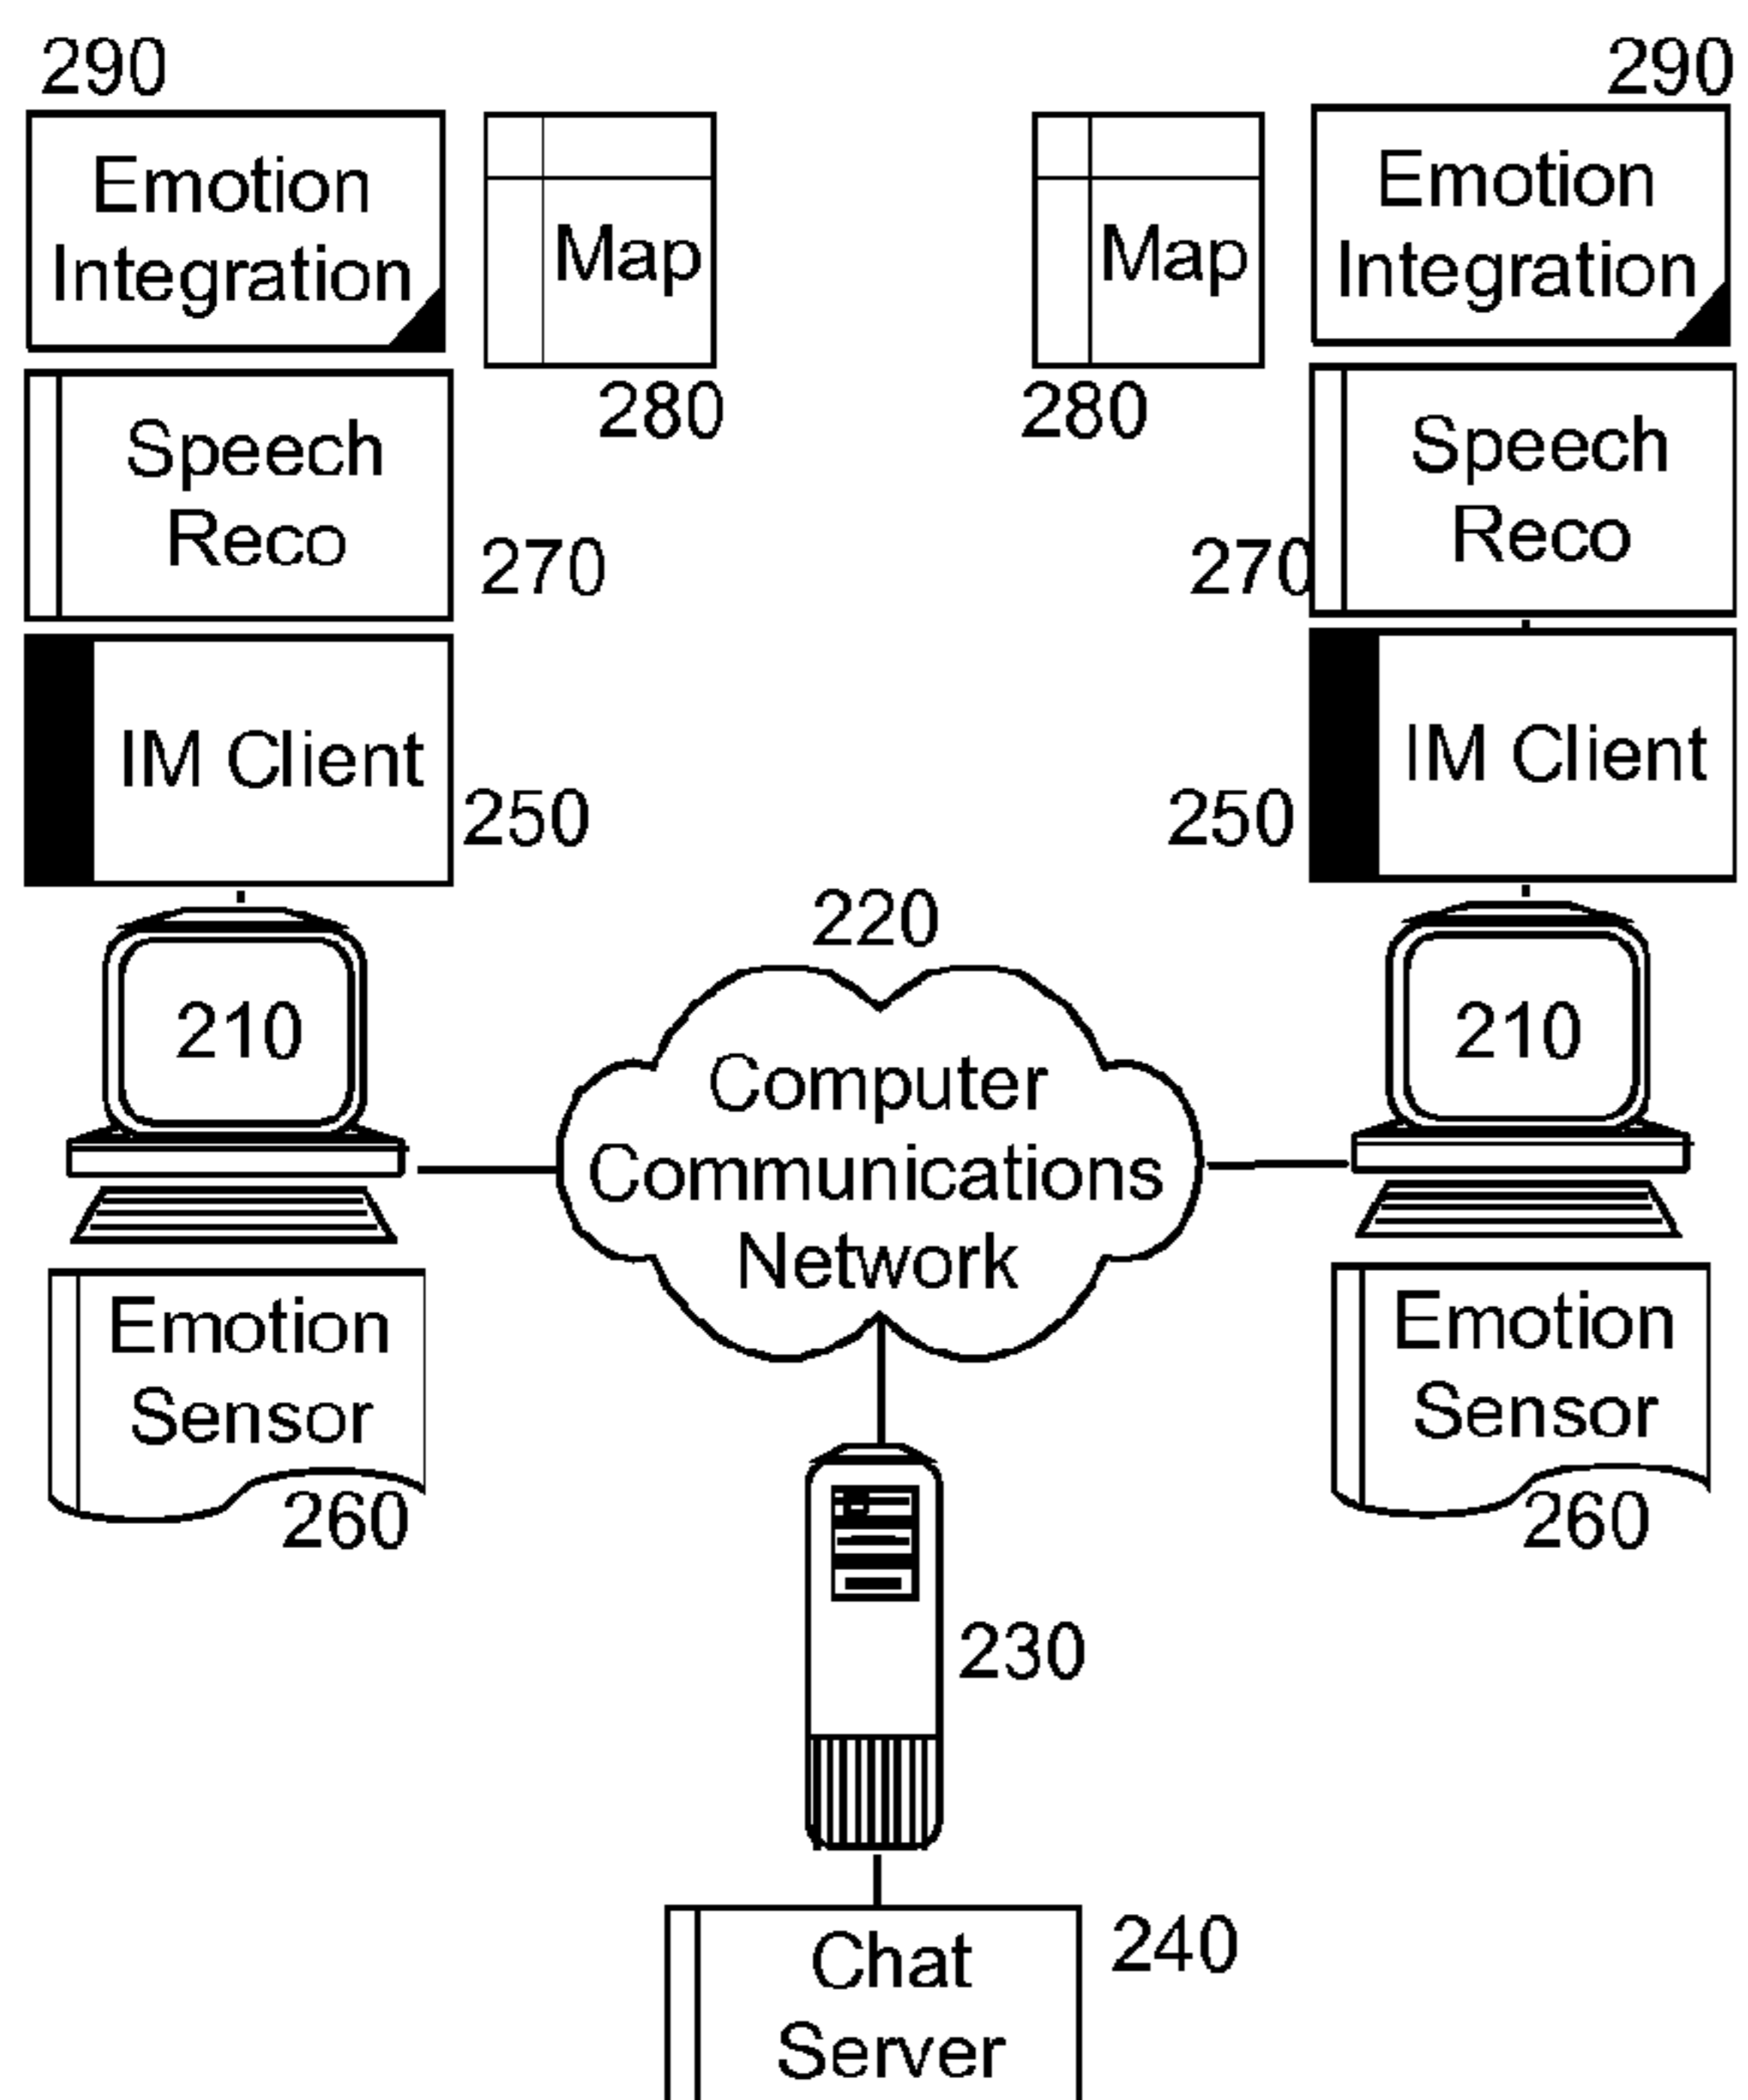 290
290
Emotion
Integration
Map
Map
Emotion
Integration
280
280
Speech
Reco
270
270
Speech
Reco
IM Client
250
250
IM Client
220
210
210
Computer
Communications
Network
Emotion
Sensor
260
Emotion
Sensor
260
230
240
Chat
Server